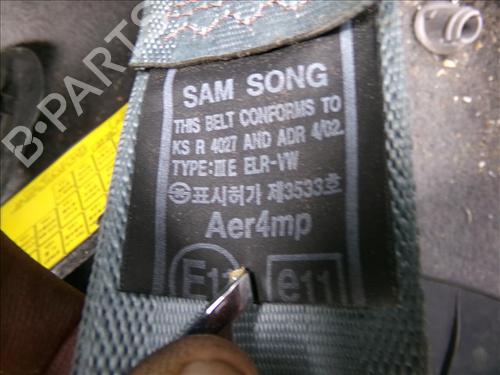 SAM SONG
THIS BELT CONFORMS TO
KS R 4027 AND ADR 4/02.
TYPE:ⅢE ELR-VW
㉿표시허가 제3533호
Aer4mp
E11
e11
B-PARTS